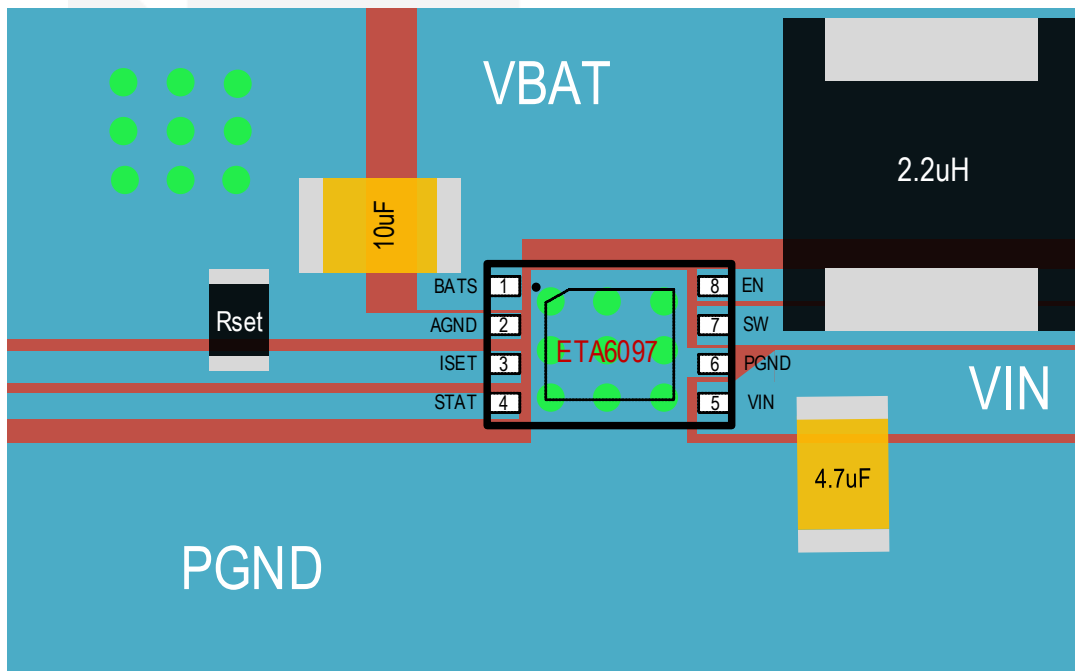 VBAT
2.2uH
10uF
BATS 1
8 EN
Rset
AGND 2
7 SW
ISET 3
ETA6097
6 PGND
STAT 4
5 VIN
VIN
4.7uF
PGND